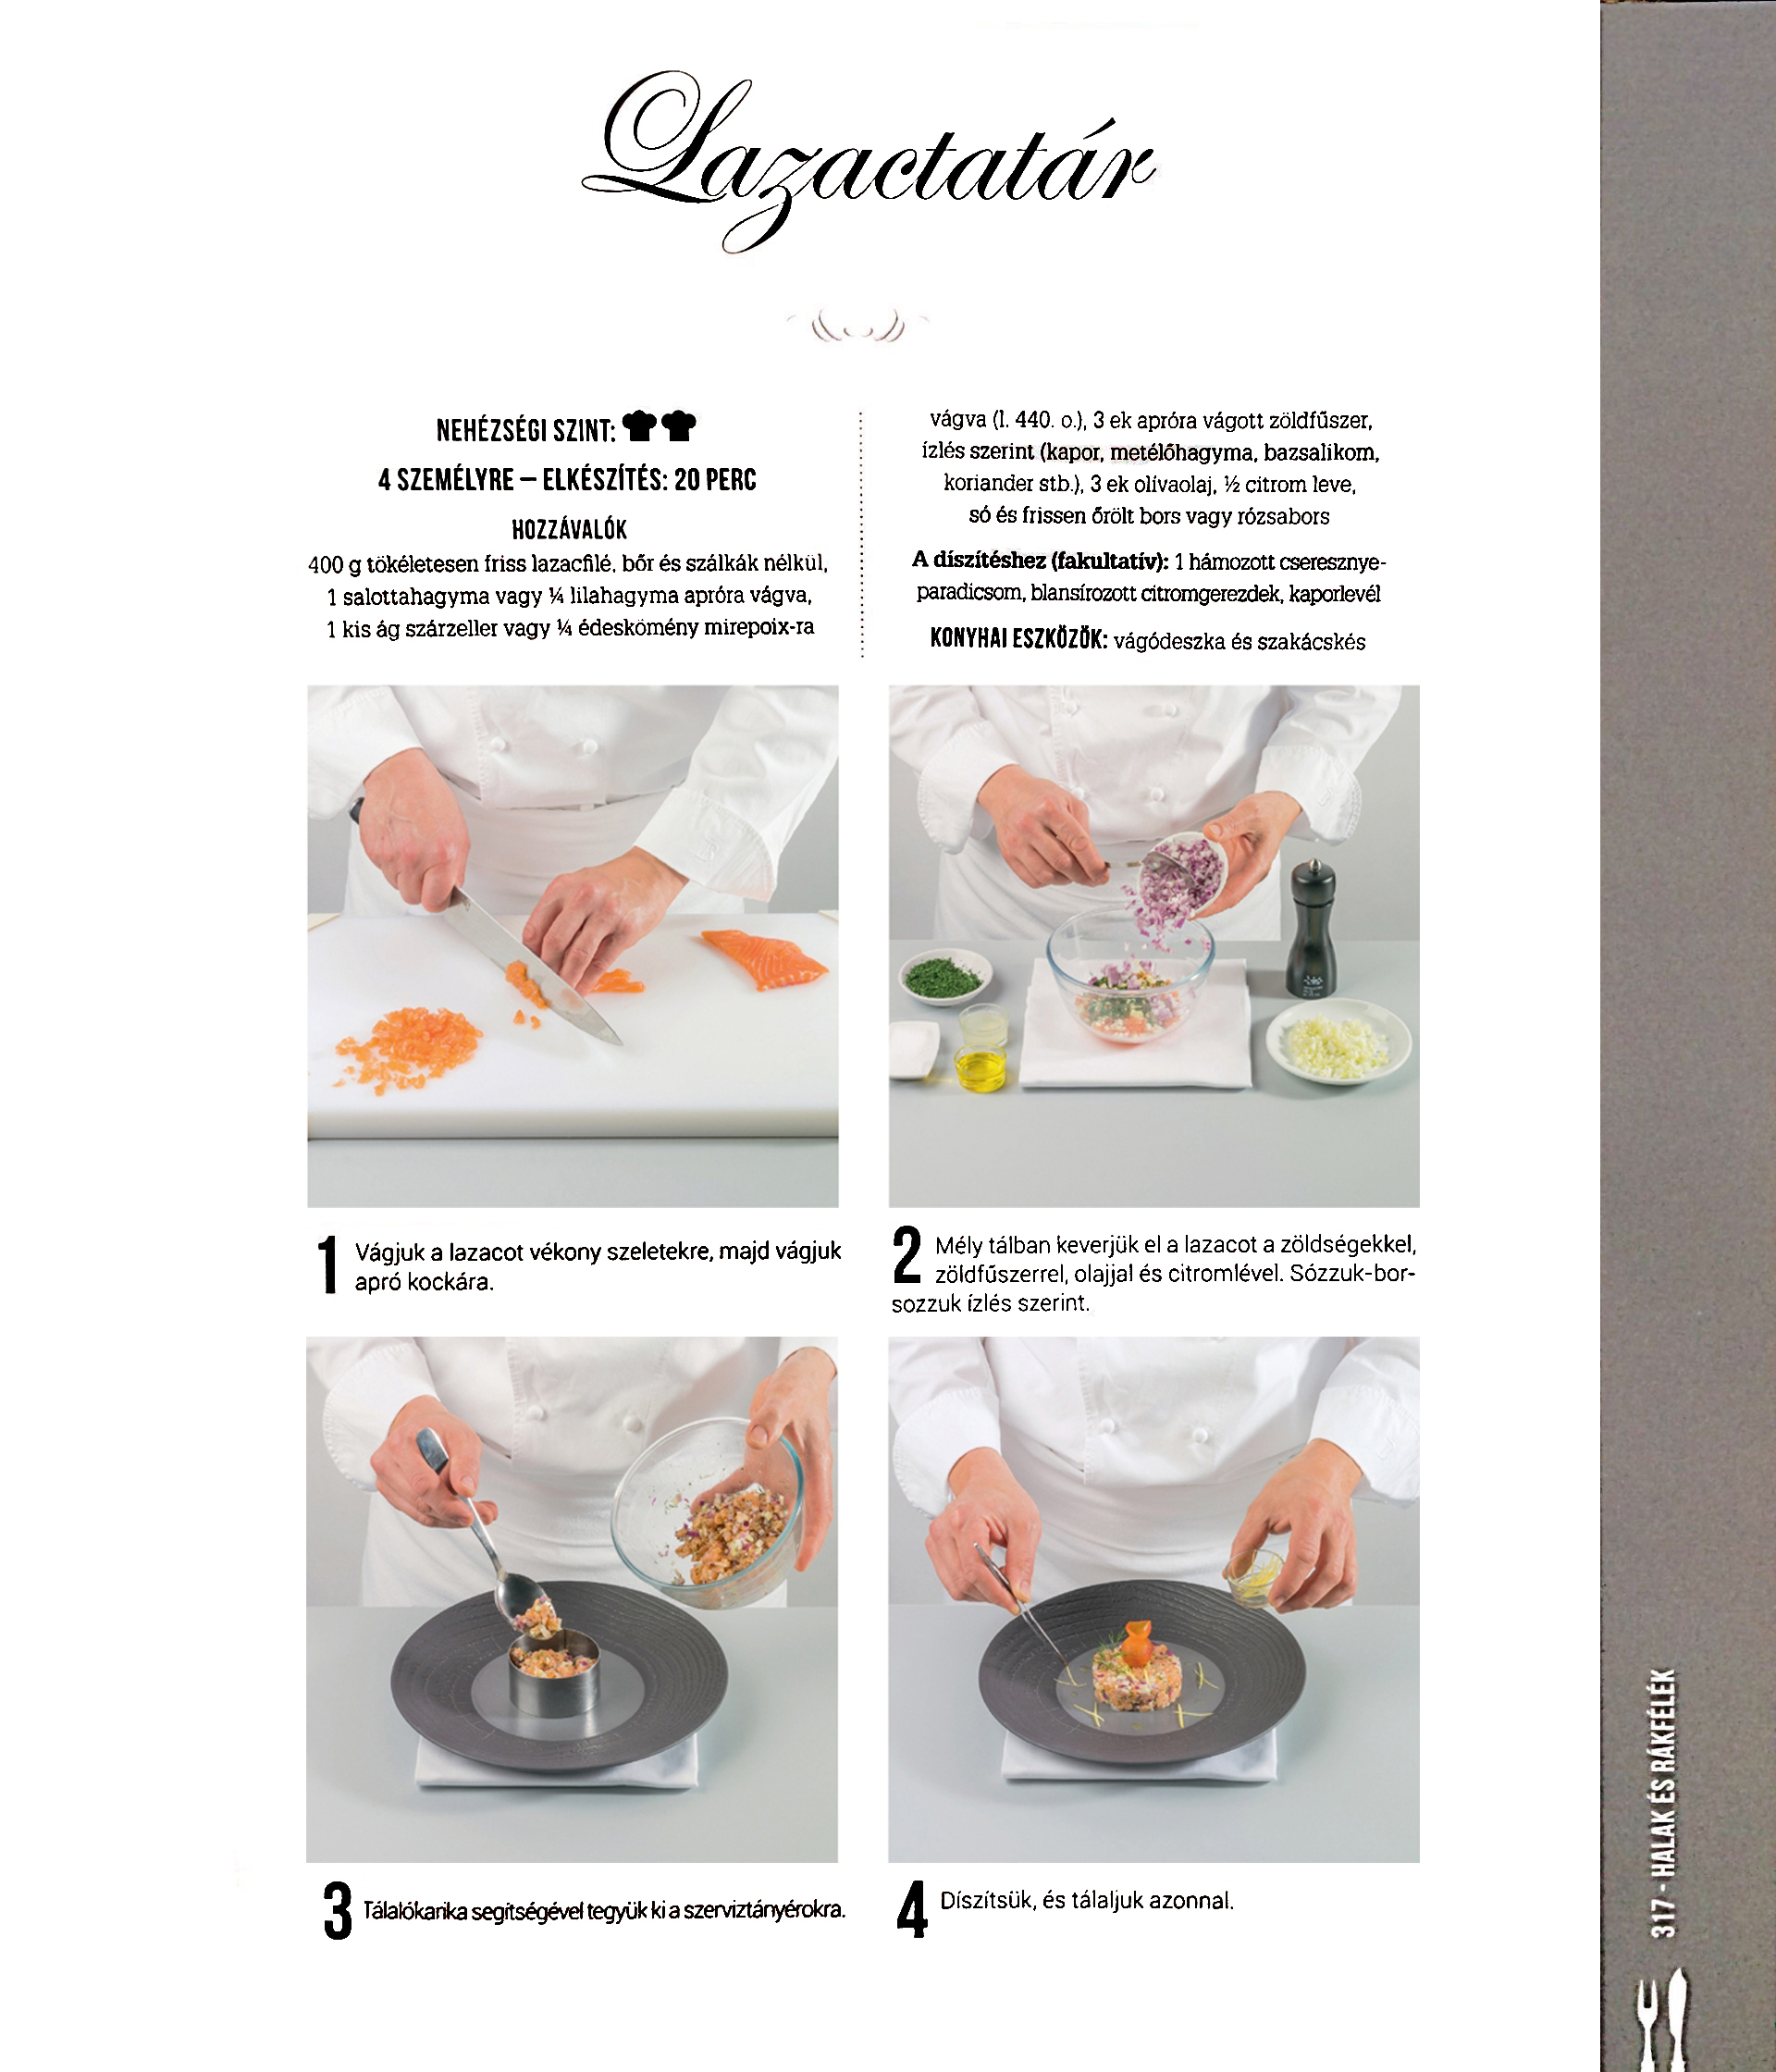 Lazactatár
NEHÉZSÉGI SZINT:
4 SZEMÉLYRE – ELKÉSZÍTÉS: 20 PERC
HOZZÁVALÓK
400 g tökéletesen friss lazacfilé, bőr és szálkák nélkül,
1 salottahagyma vagy ¼ lilahagyma apróra vágva,
1 kis ág szárzeller vagy ¼ édeskömény mirepoix-ra
vágva (l. 440. o.), 3 ek apróra vágott zöldfűszer,
ízlés szerint (kapor, metélőhagyma, bazsalikom,
koriander stb.), 3 ek olívaolaj, ½ citrom leve,
só és frissen őrölt bors vagy rózsabors
A díszítéshez (fakultatív): 1 hámozott cseresznye-
paradicsom, blansírozott citromgerezdek, kaporlevél
KONYHAI ESZKÖZÖK: vágódeszka és szakácskés
1 Vágjuk a lazacot vékony szeletekre, majd vágjuk
apró kockára.
2 Mély tálban keverjük el a lazacot a zöldségekkel,
zöldfűszerrel, olajjal és citromlével. Sózzuk-bor-
sozzuk ízlés szerint.
3 Tálalókarika segítségével tegyük ki a szerviztányérokra.
4 Díszítsük, és tálaljuk azonnal.
317 - HALAK ÉS RÁKFÉLÉK